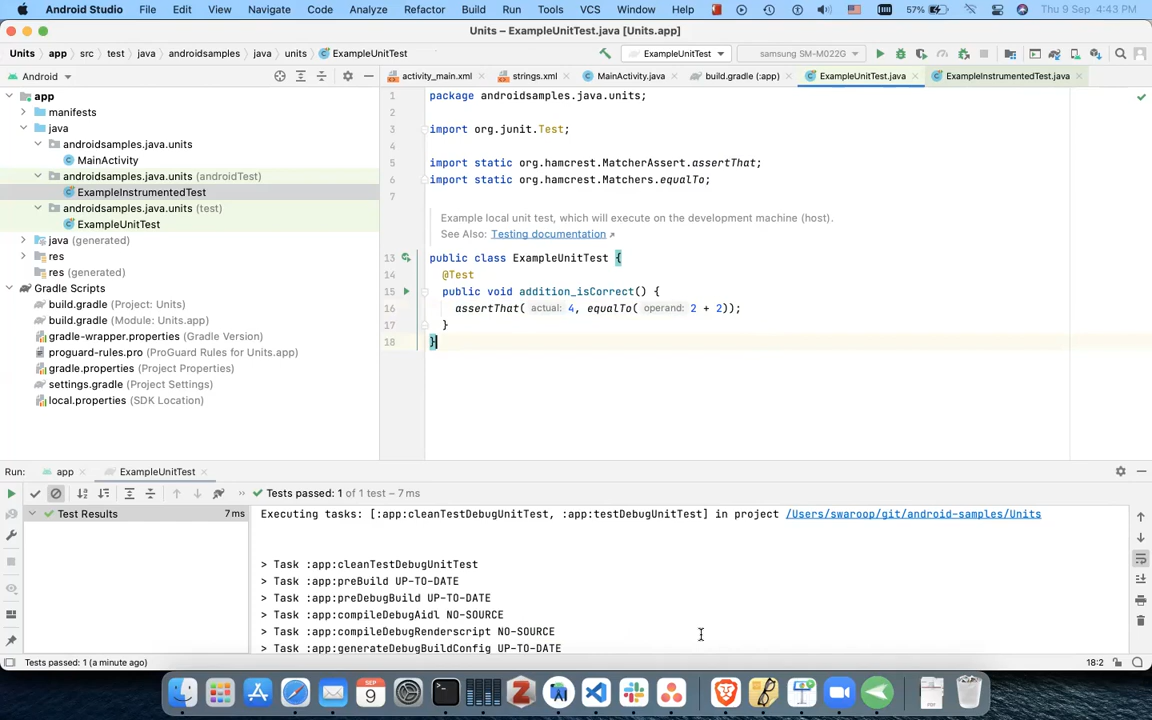 Android Studio File Edit View Navigate Code Analyze Refactor Build Run Tools VCS Window Help 57% Thu 9 Sep 4:43 PM
Units – ExampleUnitTest.java [Units.app]
Units app src test java androidsamples java units ExampleUnitTest ExampleUnitTest samsung SM-M022G
Android activity_main.xml strings.xml MainActivity.java build.gradle (:app) ExampleUnitTest.java ExampleInstrumentedTest.java
app
manifests
java
androidsamples.java.units
MainActivity
androidsamples.java.units (androidTest)
ExampleInstrumentedTest
androidsamples.java.units (test)
ExampleUnitTest
java (generated)
res
res (generated)
Gradle Scripts
build.gradle (Project: Units)
build.gradle (Module: Units.app)
gradle-wrapper.properties (Gradle Version)
proguard-rules.pro (ProGuard Rules for Units.app)
gradle.properties (Project Properties)
settings.gradle (Project Settings)
local.properties (SDK Location)
1 package androidsamples.java.units;
2
3 import org.junit.Test;
4
5 import static org.hamcrest.MatcherAssert.assertThat;
6 import static org.hamcrest.Matchers.equalTo;
7
Example local unit test, which will execute on the development machine (host).
See Also: Testing documentation
13 public class ExampleUnitTest {
14 @Test
15 public void addition_isCorrect() {
16 assertThat( actual: 4, equalTo( operand: 2 + 2));
17 }
18 }
Run: app ExampleUnitTest
Tests passed: 1 of 1 test – 7 ms
Test Results 7 ms
Executing tasks: [:app:cleanTestDebugUnitTest, :app:testDebugUnitTest] in project /Users/swaroop/git/android-samples/Units
> Task :app:cleanTestDebugUnitTest
> Task :app:preBuild UP-TO-DATE
> Task :app:preDebugBuild UP-TO-DATE
> Task :app:compileDebugAidl NO-SOURCE
> Task :app:compileDebugRenderscript NO-SOURCE
> Task :app:generateDebugBuildConfig UP-TO-DATE
Tests passed: 1 (a minute ago) 18:2
SEP
9